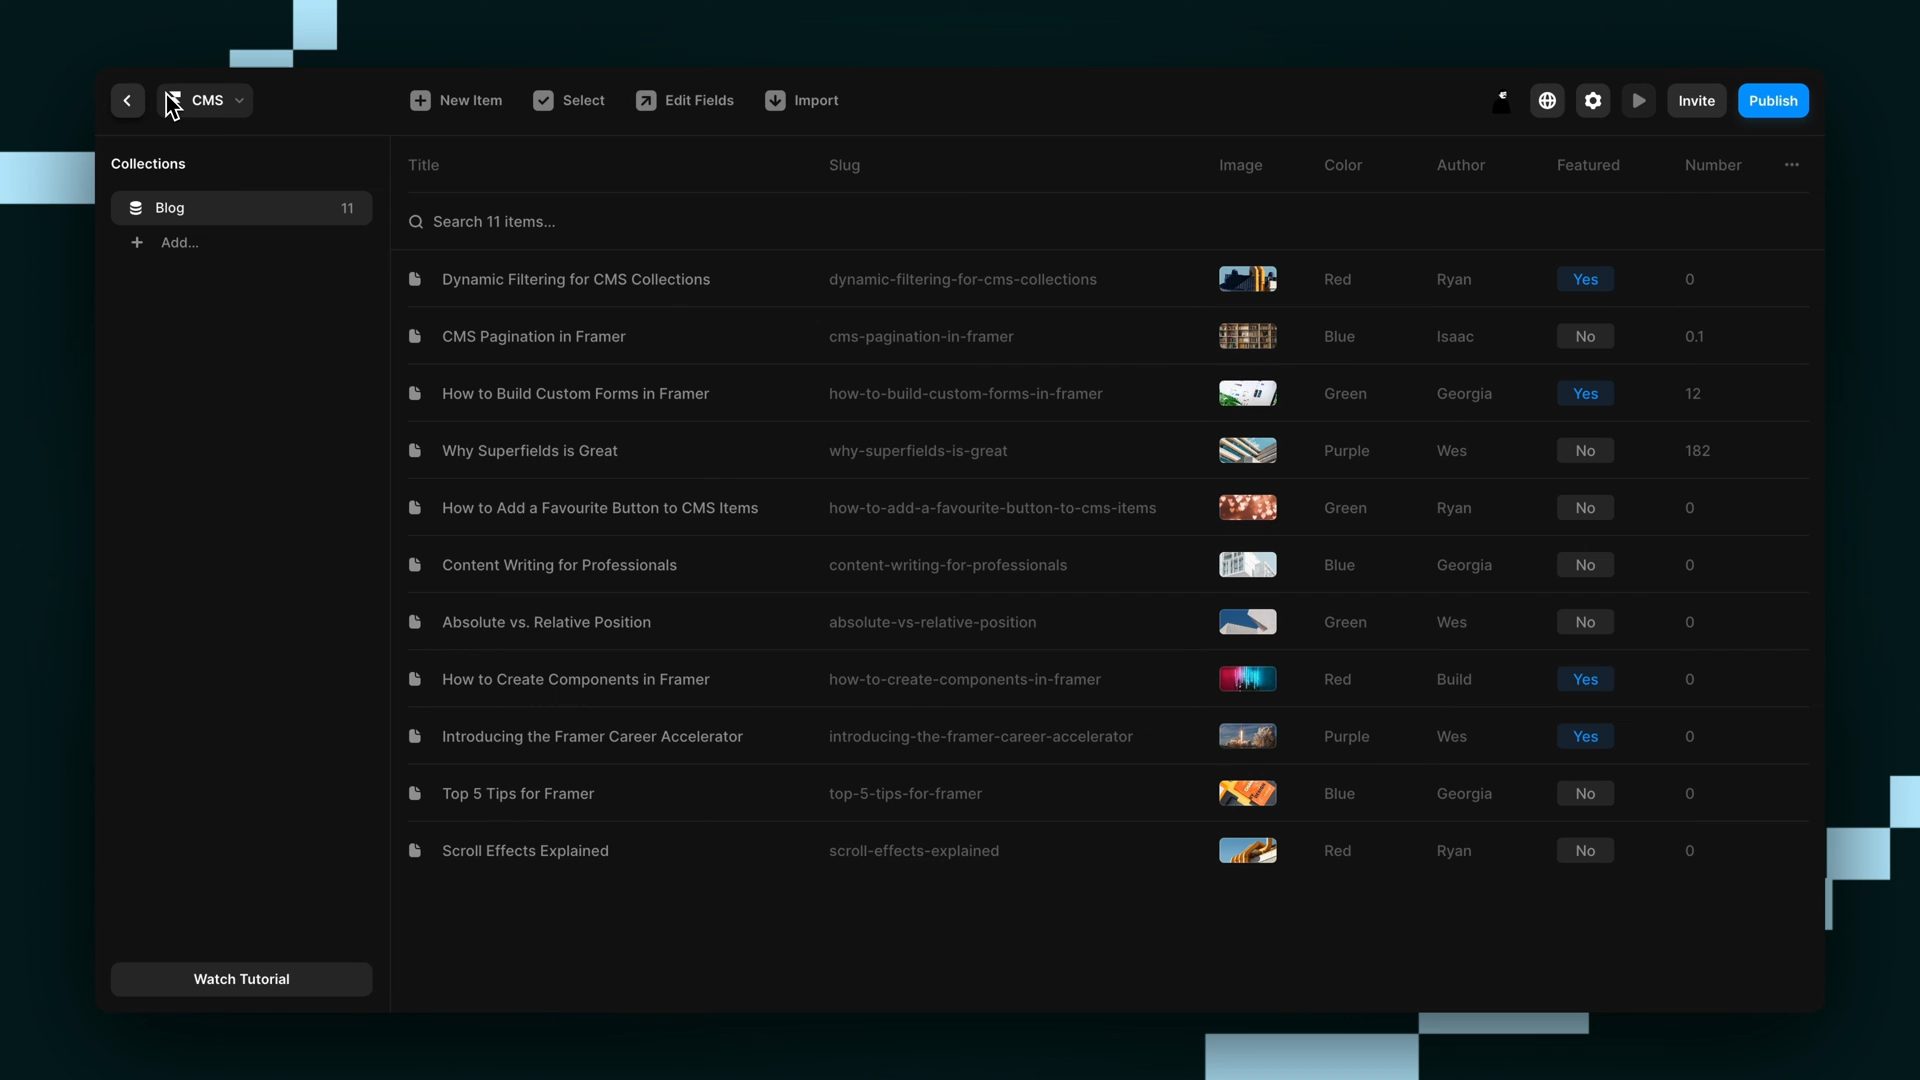 CMS
New Item
Select
Edit Fields
Import
Invite
Publish
Collections
Blog 11
Add...
Watch Tutorial
Title Slug Image Color Author Featured Number
Search 11 items...
Dynamic Filtering for CMS Collections dynamic-filtering-for-cms-collections Red Ryan Yes 0
CMS Pagination in Framer cms-pagination-in-framer Blue Isaac No 0.1
How to Build Custom Forms in Framer how-to-build-custom-forms-in-framer Green Georgia Yes 12
Why Superfields is Great why-superfields-is-great Purple Wes No 182
How to Add a Favourite Button to CMS Items how-to-add-a-favourite-button-to-cms-items Green Ryan No 0
Content Writing for Professionals content-writing-for-professionals Blue Georgia No 0
Absolute vs. Relative Position absolute-vs-relative-position Green Wes No 0
How to Create Components in Framer how-to-create-components-in-framer Red Build Yes 0
Introducing the Framer Career Accelerator introducing-the-framer-career-accelerator Purple Wes Yes 0
Top 5 Tips for Framer top-5-tips-for-framer Blue Georgia No 0
Scroll Effects Explained scroll-effects-explained Red Ryan No 0